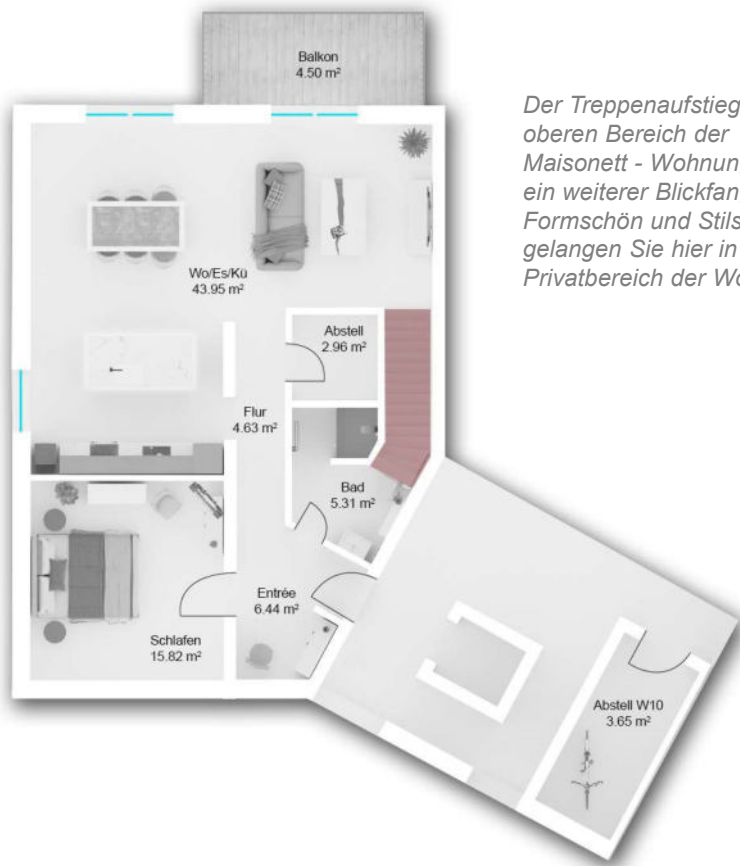 Balkon
4.50 m²
Der Treppenaufstieg
oberen Bereich der
Maisonett - Wohnun
ein weiterer Blickfan
Formschön und Stils
gelangen Sie hier in
Privatbereich der Wo
Wo/Es/Kü
43.95 m²
Abstell
2.96 m²
Flur
4.63 m²
Bad
5.31 m²
Entrée
6.44 m²
Schlafen
15.82 m²
Abstell W10
3.65 m²